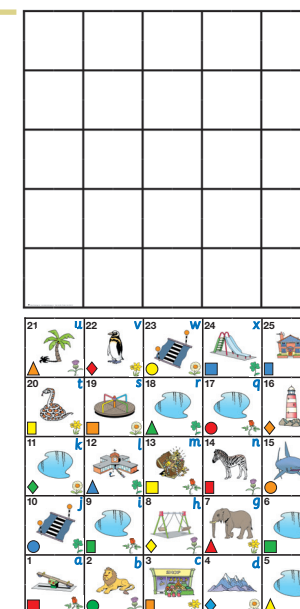 21 u 22 v 23 w 24 x 25
20 t 19 s 18 r 17 q 16
11 k 12 l 13 m 14 n 15
10 j 9 i 8 h 7 g 6
1 a 2 b 3 c 4 d 5
SHOP